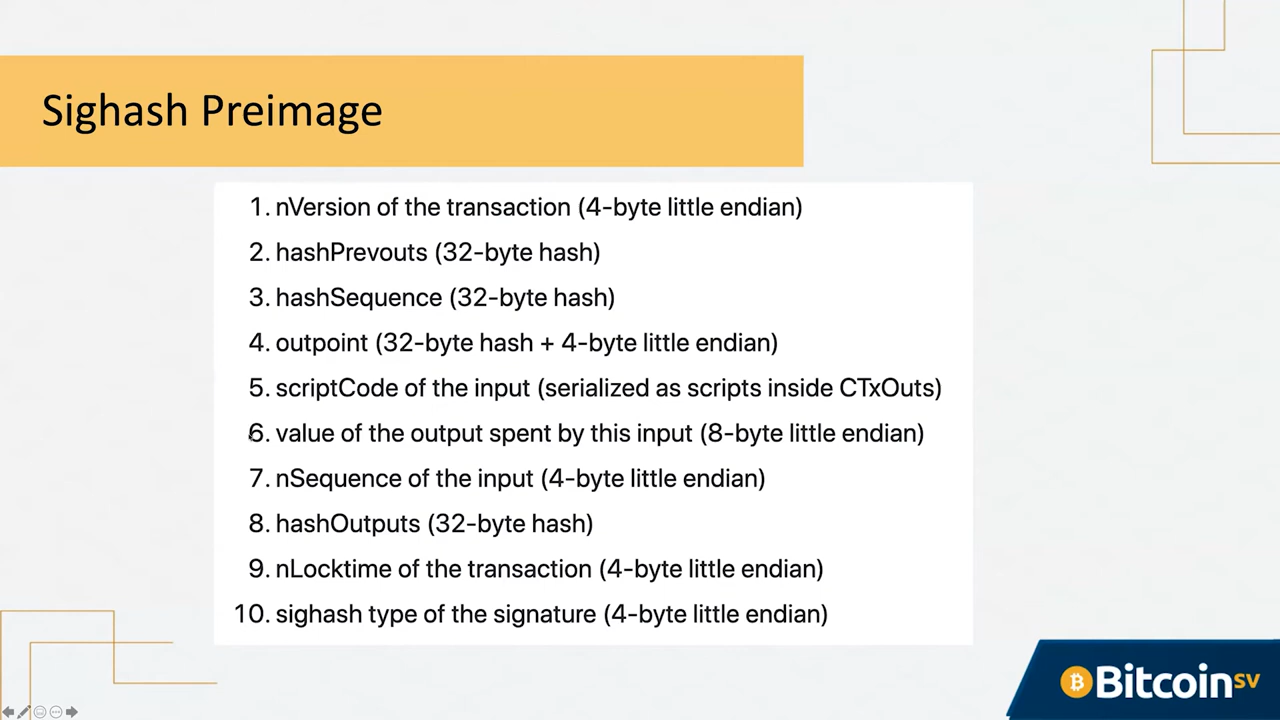 Sighash Preimage
1. nVersion of the transaction (4-byte little endian)
2. hashPrevouts (32-byte hash)
3. hashSequence (32-byte hash)
4. outpoint (32-byte hash + 4-byte little endian)
5. scriptCode of the input (serialized as scripts inside CTxOuts)
6. value of the output spent by this input (8-byte little endian)
7. nSequence of the input (4-byte little endian)
8. hashOutputs (32-byte hash)
9. nLocktime of the transaction (4-byte little endian)
10. sighash type of the signature (4-byte little endian)
Bitcoin SV